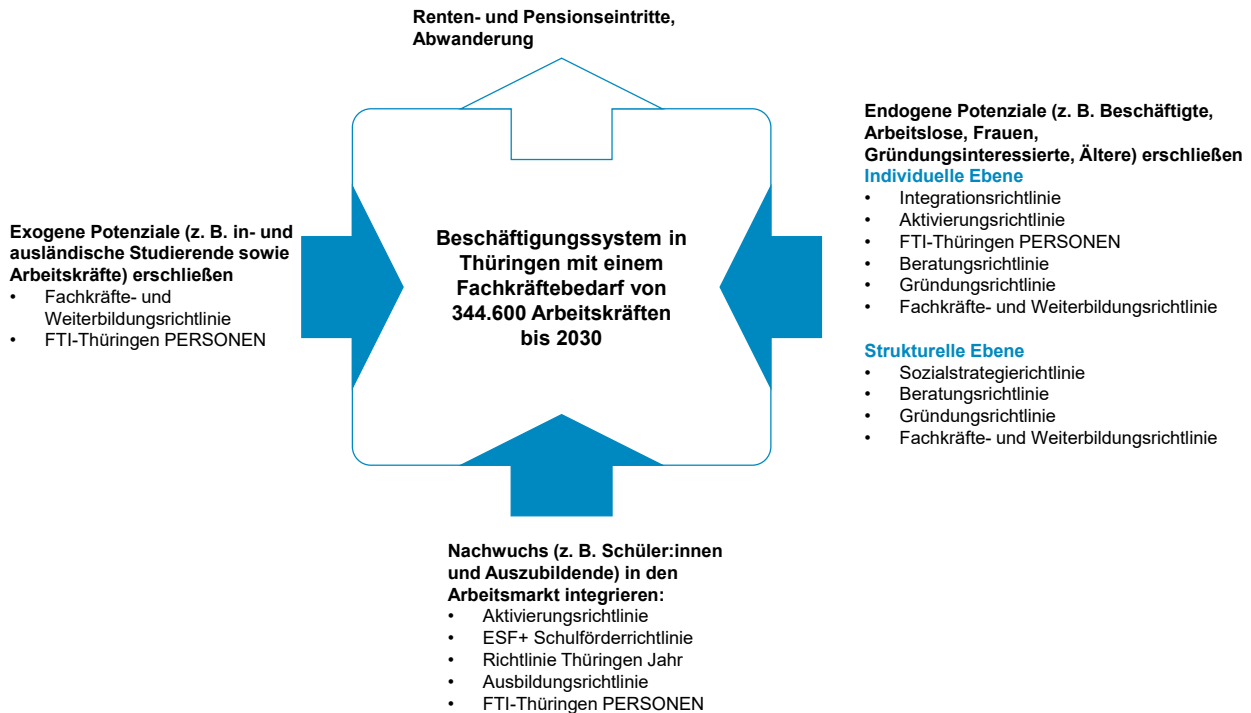 Renten- und Pensionseintritte,
Abwanderung
Exogene Potenziale (z. B. in- und
ausländische Studierende sowie
Arbeitskräfte) erschließen
• Fachkräfte- und
Weiterbildungsrichtlinie
• FTI-Thüringen PERSONEN
Beschäftigungssystem in
Thüringen mit einem
Fachkräftebedarf von
344.600 Arbeitskräften
bis 2030
Endogene Potenziale (z. B. Beschäftigte,
Arbeitslose, Frauen,
Gründungsinteressierte, Ältere) erschließen
Individuelle Ebene
• Integrationsrichtlinie
• Aktivierungsrichtlinie
• FTI-Thüringen PERSONEN
• Beratungsrichtlinie
• Gründungsrichtlinie
• Fachkräfte- und Weiterbildungsrichtlinie
Strukturelle Ebene
• Sozialstrategierichtlinie
• Beratungsrichtlinie
• Gründungsrichtlinie
• Fachkräfte- und Weiterbildungsrichtlinie
Nachwuchs (z. B. Schüler:innen
und Auszubildende) in den
Arbeitsmarkt integrieren:
• Aktivierungsrichtlinie
• ESF+ Schulförderrichtlinie
• Richtlinie Thüringen Jahr
• Ausbildungsrichtlinie
• FTI-Thüringen PERSONEN